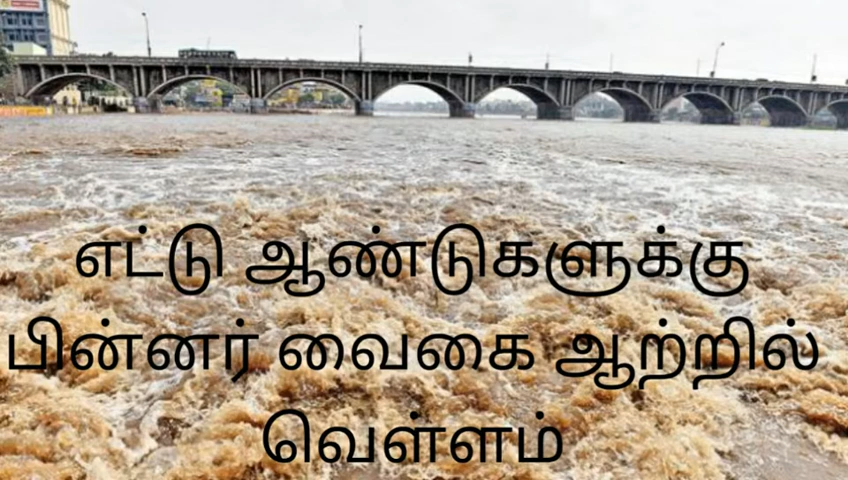 எட்டு ஆண்டுகளுக்கு
பின்னர் வைகை ஆற்றில்
வெள்ளம்